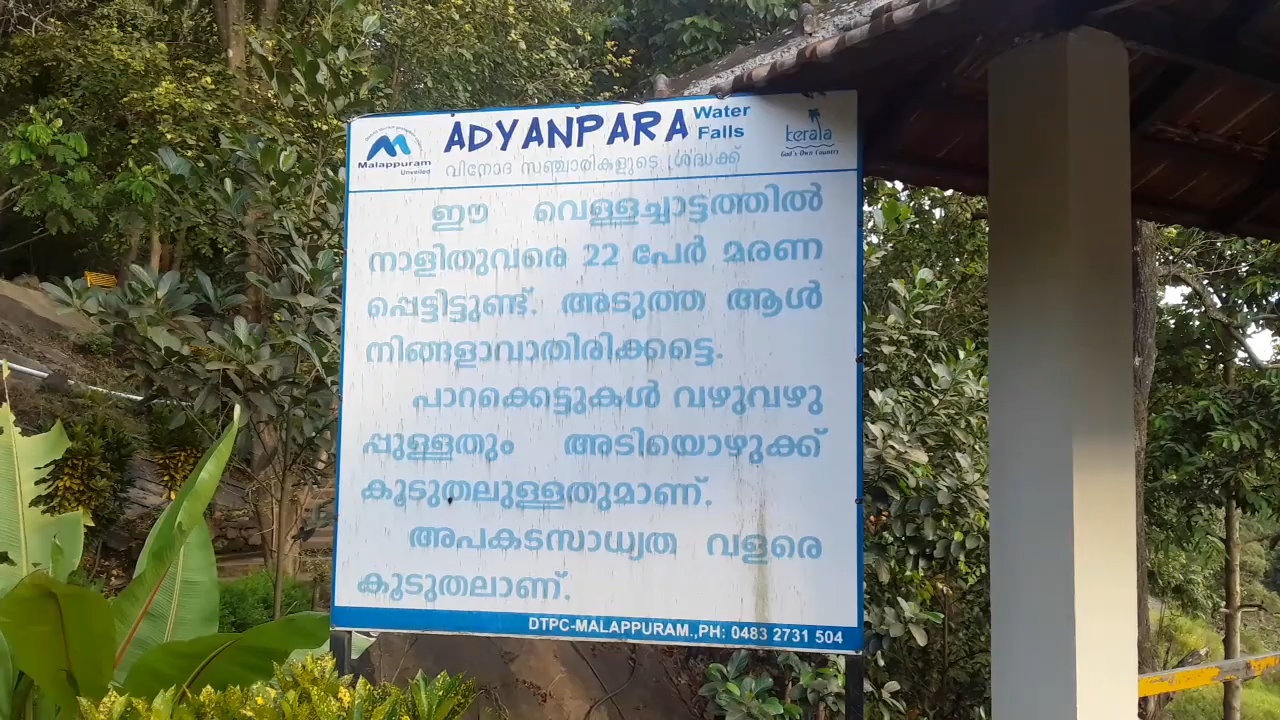 Malappuram
Unveiled
ADYANPARA Water Falls
kerala
God's Own Country
വിനോദ സഞ്ചാരികളുടെ ശ്രദ്ധക്ക്
ഈ വെള്ളച്ചാട്ടത്തിൽ
നാളിതുവരെ 22 പേർ മരണ
പ്പെട്ടിട്ടുണ്ട്. അടുത്ത ആൾ
നിങ്ങളാവാതിരിക്കട്ടെ.
പാറക്കെട്ടുകൾ വഴുവഴു
പ്പുള്ളതും അടിയൊഴുക്ക്
കൂടുതലുള്ളതുമാണ്.
അപകടസാധ്യത വളരെ
കൂടുതലാണ്.
DTPC-MALAPPURAM.,PH: 0483 2731 504